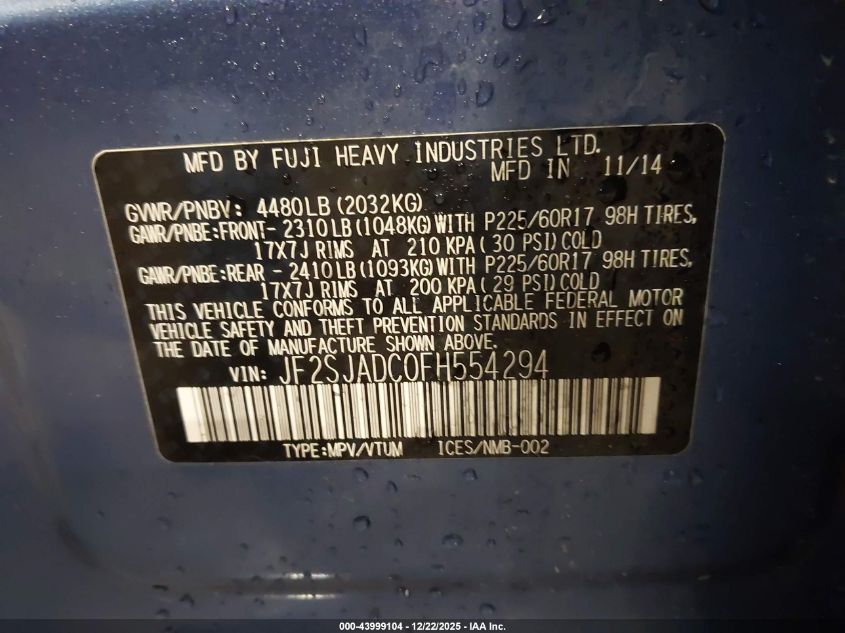 MFD BY FUJI HEAVY INDUSTRIES LTD.
MFD IN 11/14
GVWR/PNBV: 4480LB (2032KG)
GAWR/PNBE:FRONT- 2310LB (1048KG) WITH P225/60R17 98H TIRES,
17X7J RIMS AT 210 KPA ( 30 PSI) COLD
GAWR/PNBE:REAR - 2410LB (1093KG) WITH P225/60R17 98H TIRES,
17X7J RIMS AT 200 KPA ( 29 PSI) COLD
THIS VEHICLE CONFORMS TO ALL APPLICABLE FEDERAL MOTOR
VEHICLE SAFETY AND THEFT PREVENTION STANDARDS IN EFFECT ON
THE DATE OF MANUFACTURE SHOWN ABOVE.
VIN: JF2SJADC0FH554294
TYPE:MPV/VTUM ICES/NMB-002
000-43999104 - 12/22/2025 - IAA Inc.